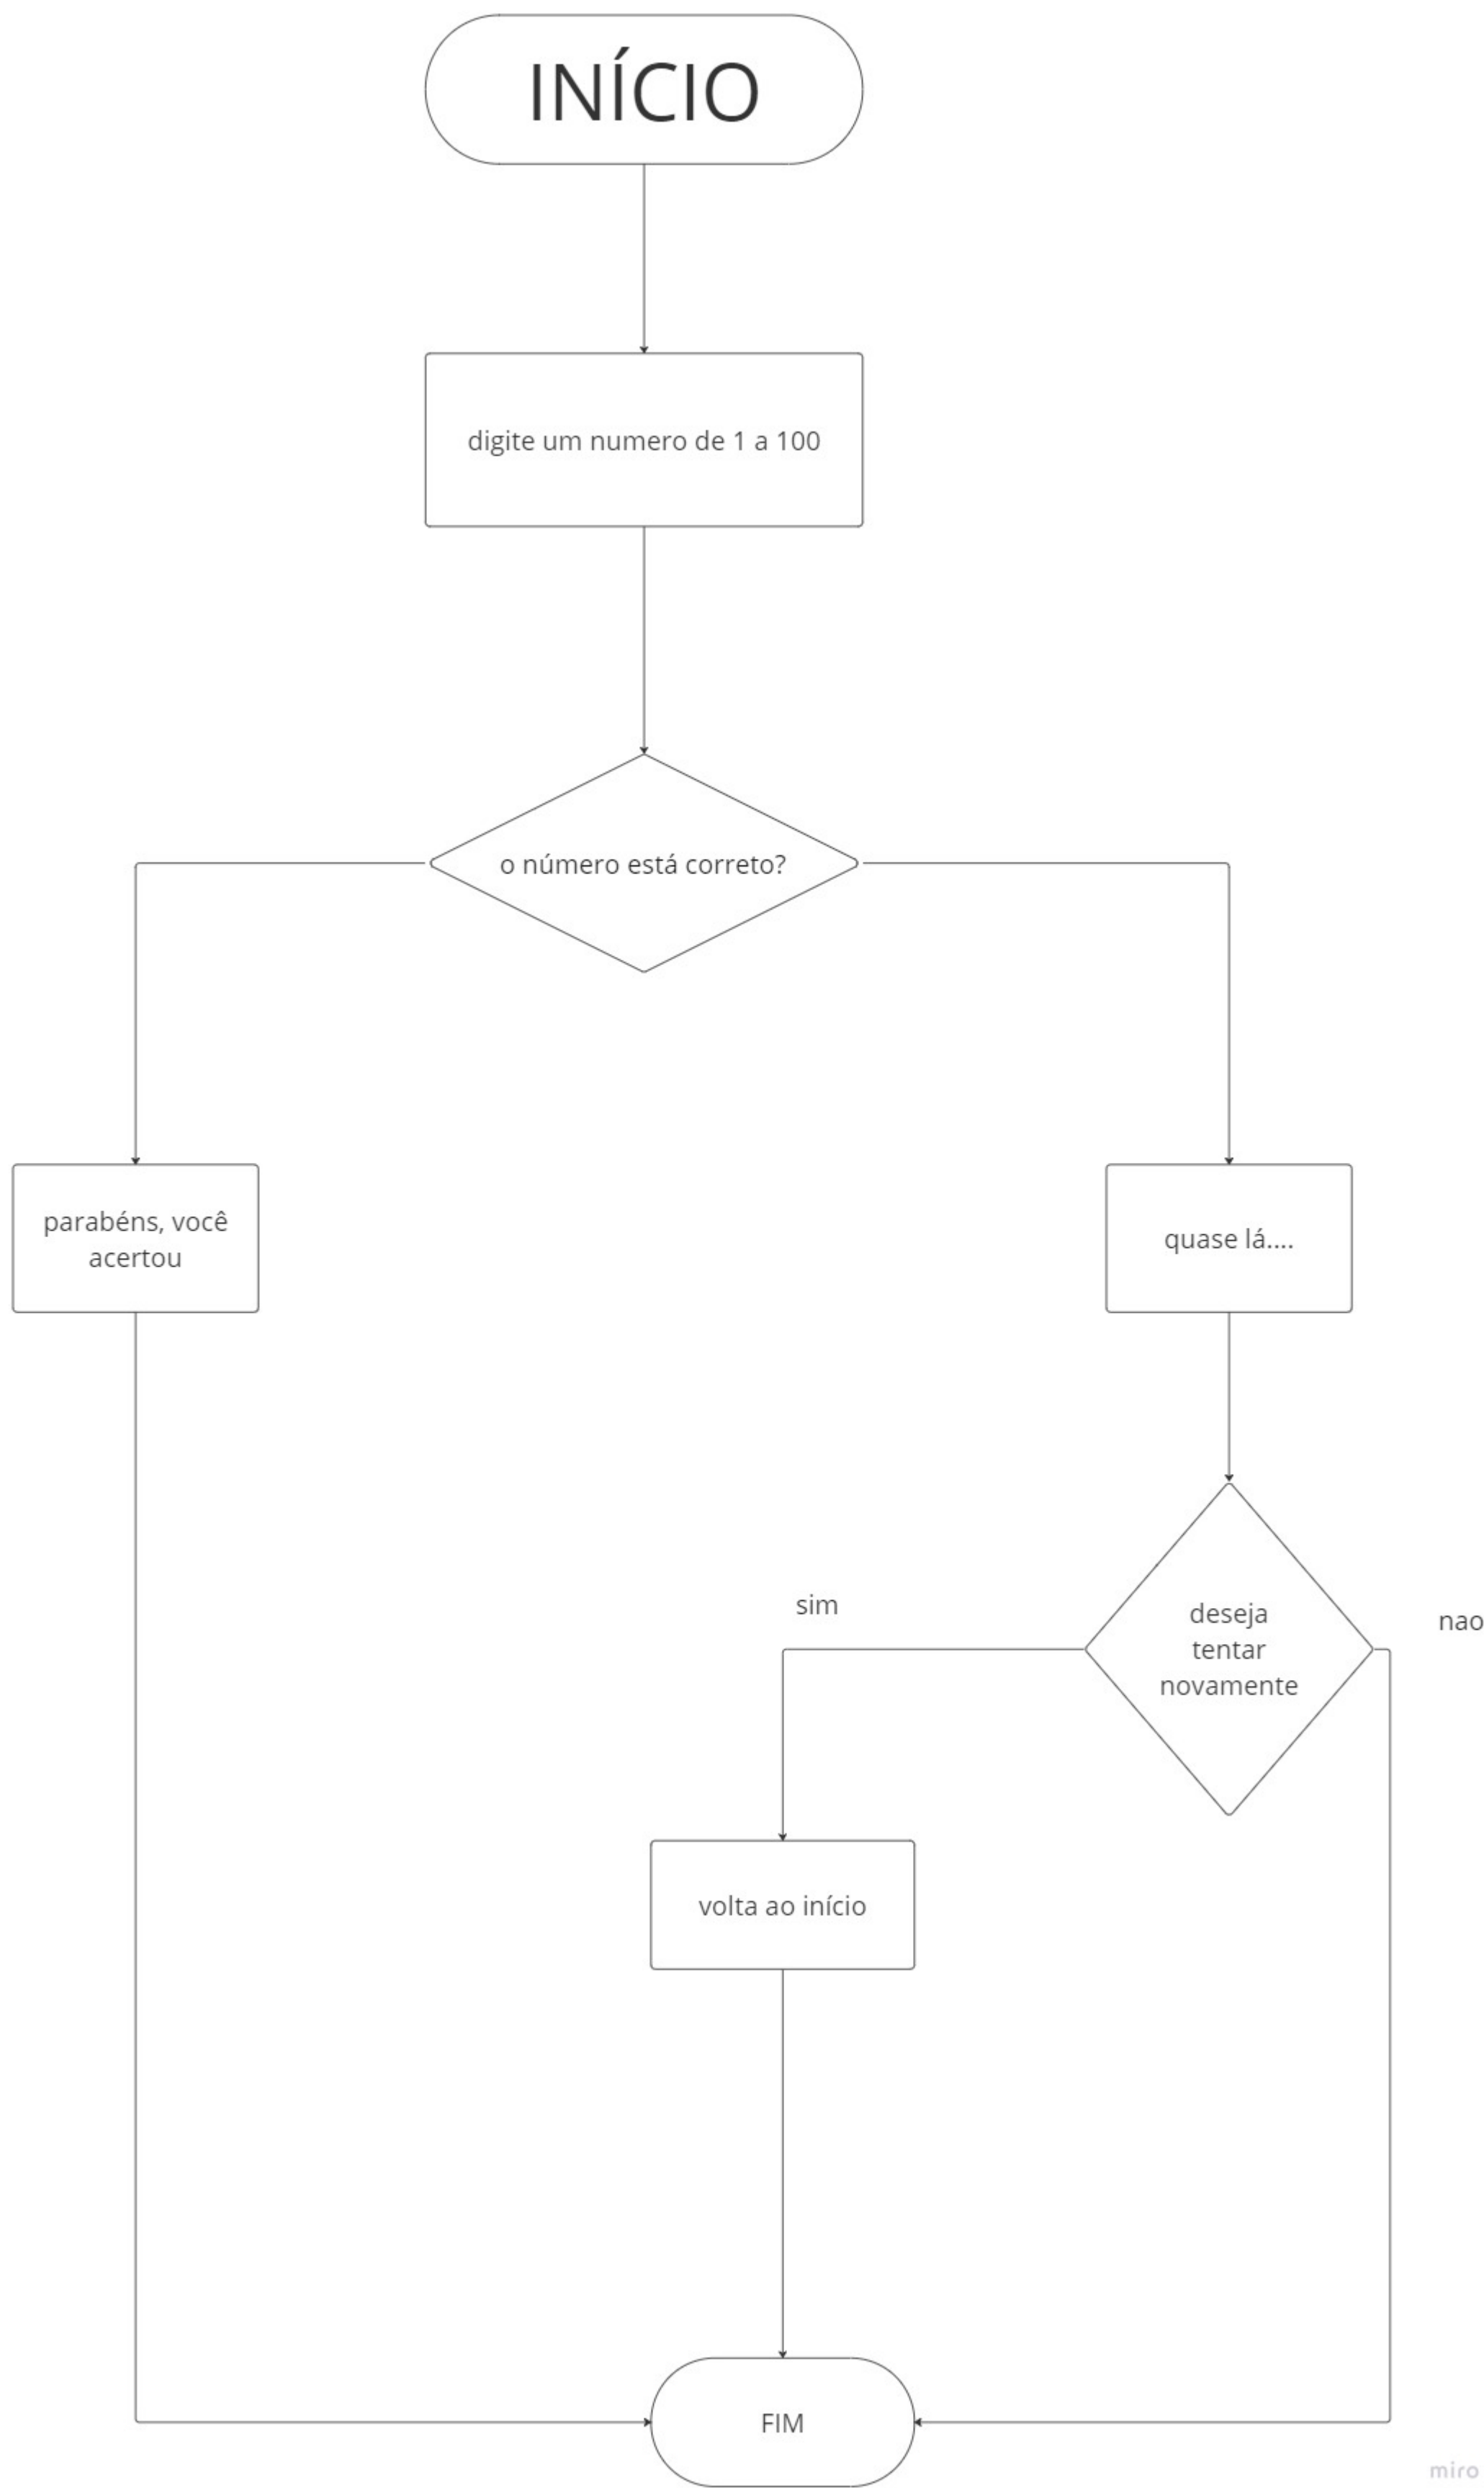 INÍCIO
digite um numero de 1 a 100
o número está correto?
parabéns, você
acertou
quase lá....
sim
deseja
tentar
novamente
nao
volta ao início
FIM
miro